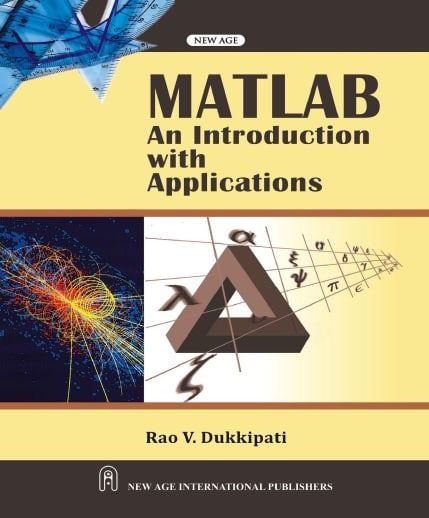 NEW AGE
MATLAB
An Introduction
with
Applications
α
ξ
ψ
λ
π
ϵ
ζ
Rao V. Dukkipati
NEW AGE INTERNATIONAL PUBLISHERS